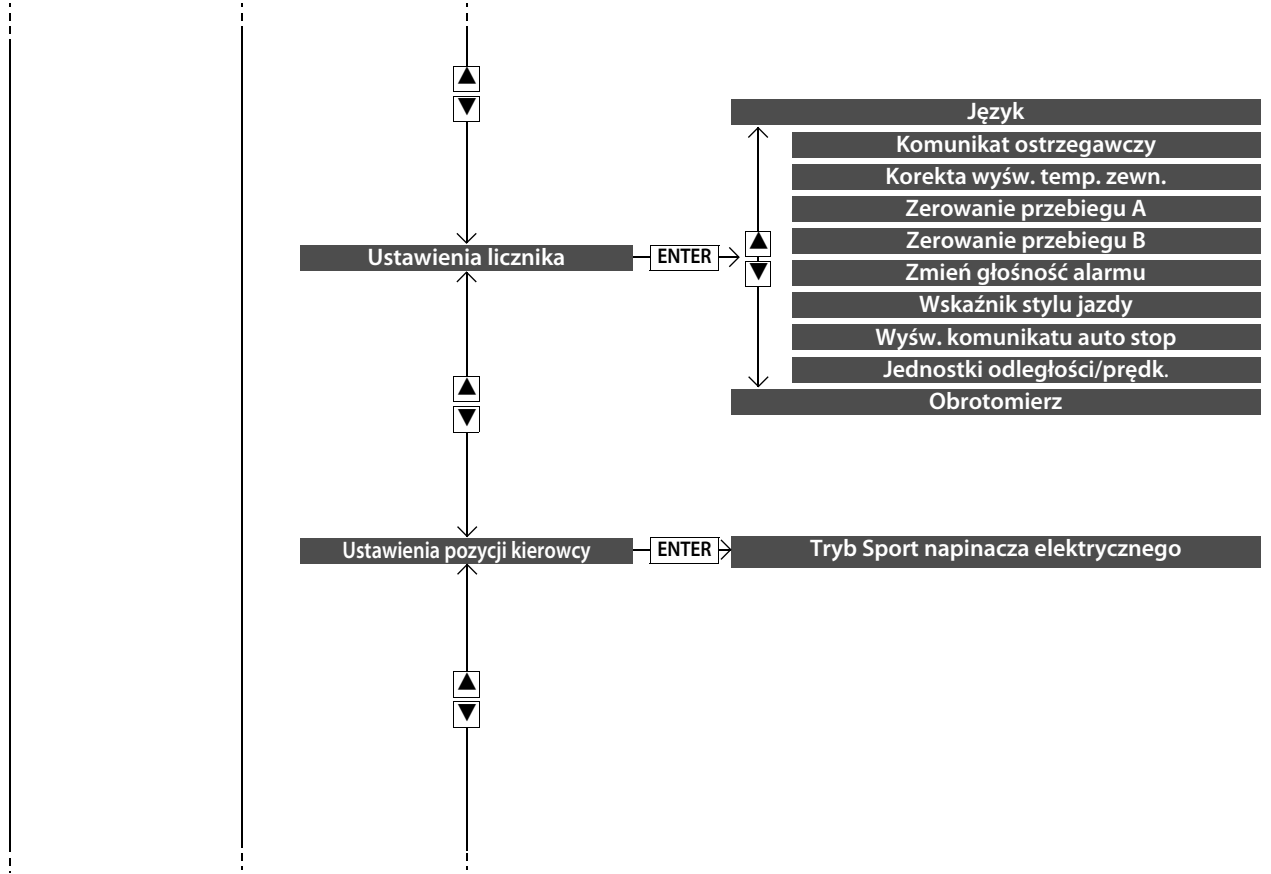 Język
Komunikat ostrzegawczy
Korekta wyśw. temp. zewn.
Zerowanie przebiegu A
Ustawienia licznika
ENTER
Zerowanie przebiegu B
Zmień głośność alarmu
Wskaźnik stylu jazdy
Wyśw. komunikatu auto stop
Jednostki odległości/prędk.
Obrotomierz
Ustawienia pozycji kierowcy
ENTER
Tryb Sport napinacza elektrycznego